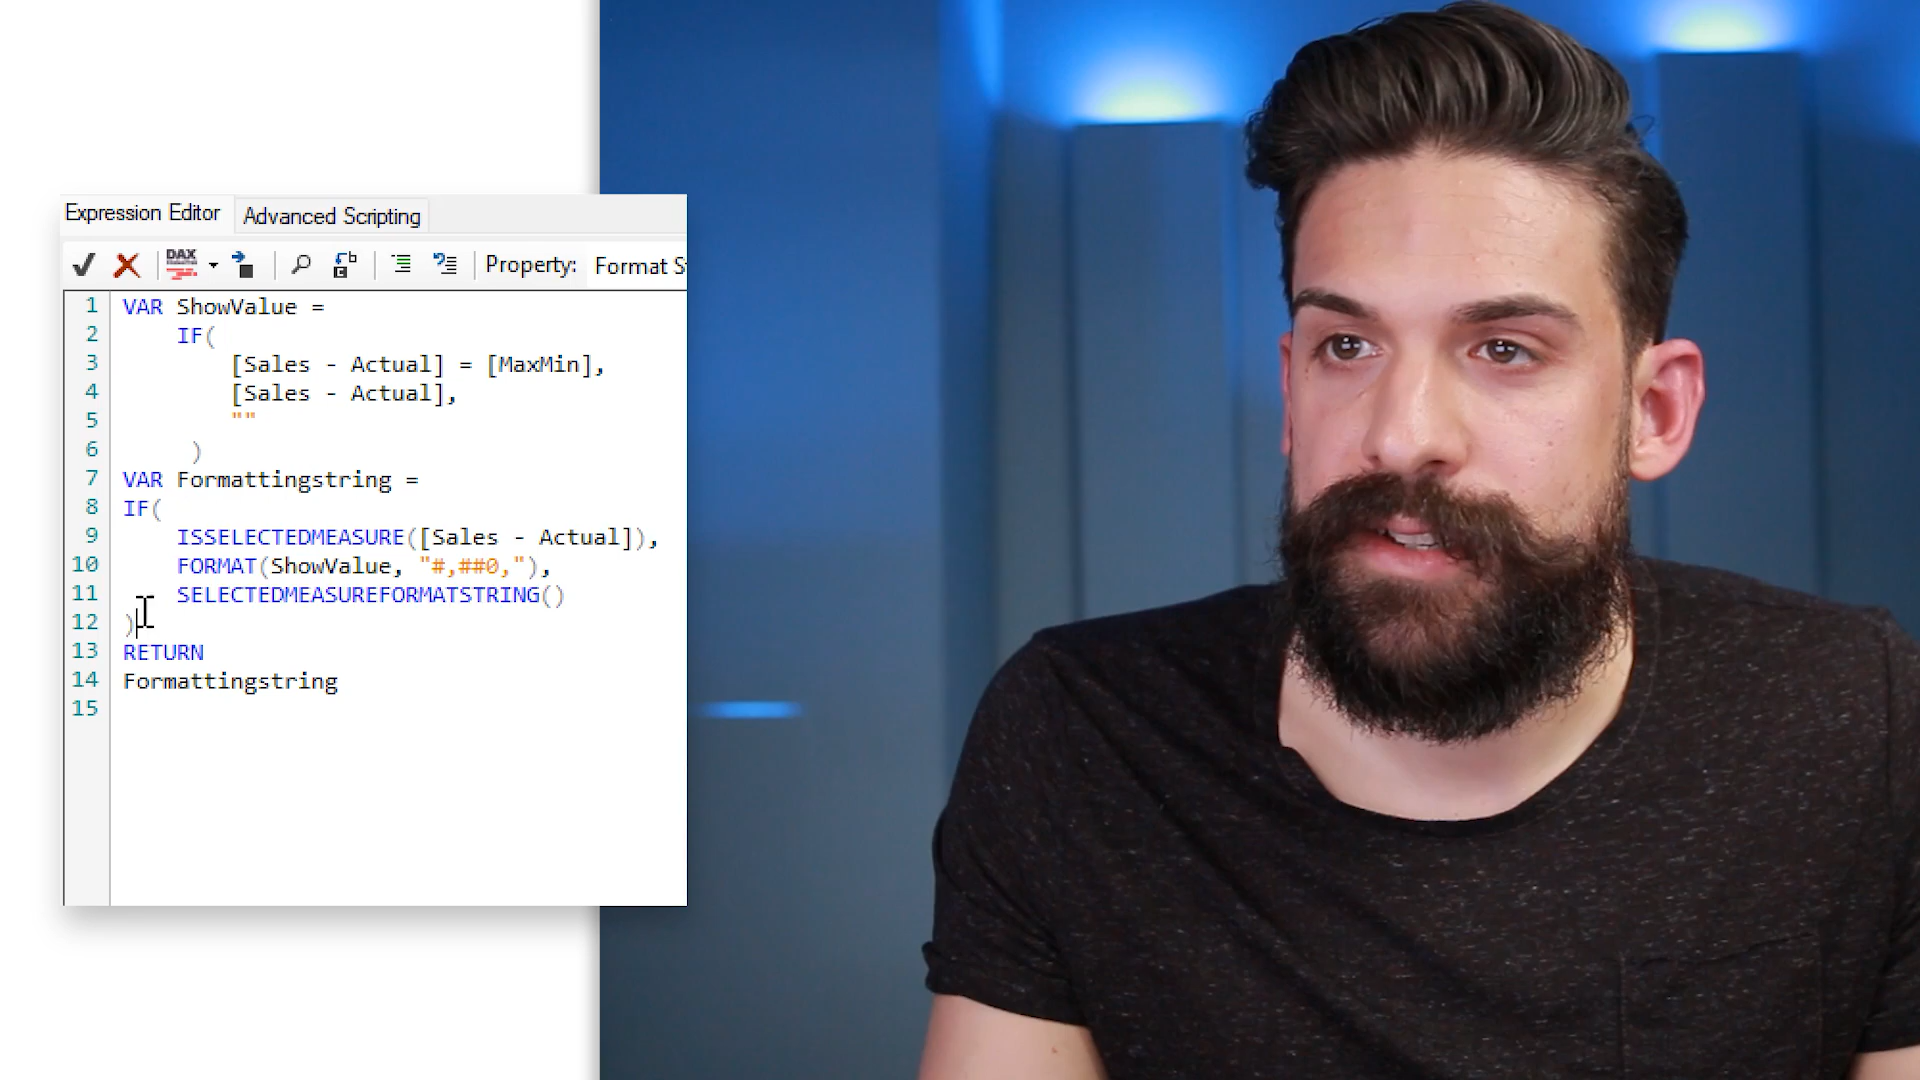 Expression Editor
Advanced Scripting
DAX
Property: Format S
1 VAR ShowValue =
2 IF(
3 [Sales - Actual] = [MaxMin],
4 [Sales - Actual],
5 ""
6 )
7 VAR Formattingstring =
8 IF(
9 ISSELECTEDMEASURE([Sales - Actual]),
10 FORMAT(ShowValue, "#,##0,"),
11 SELECTEDMEASUREFORMATSTRING()
12 )
13 RETURN
14 Formattingstring
15